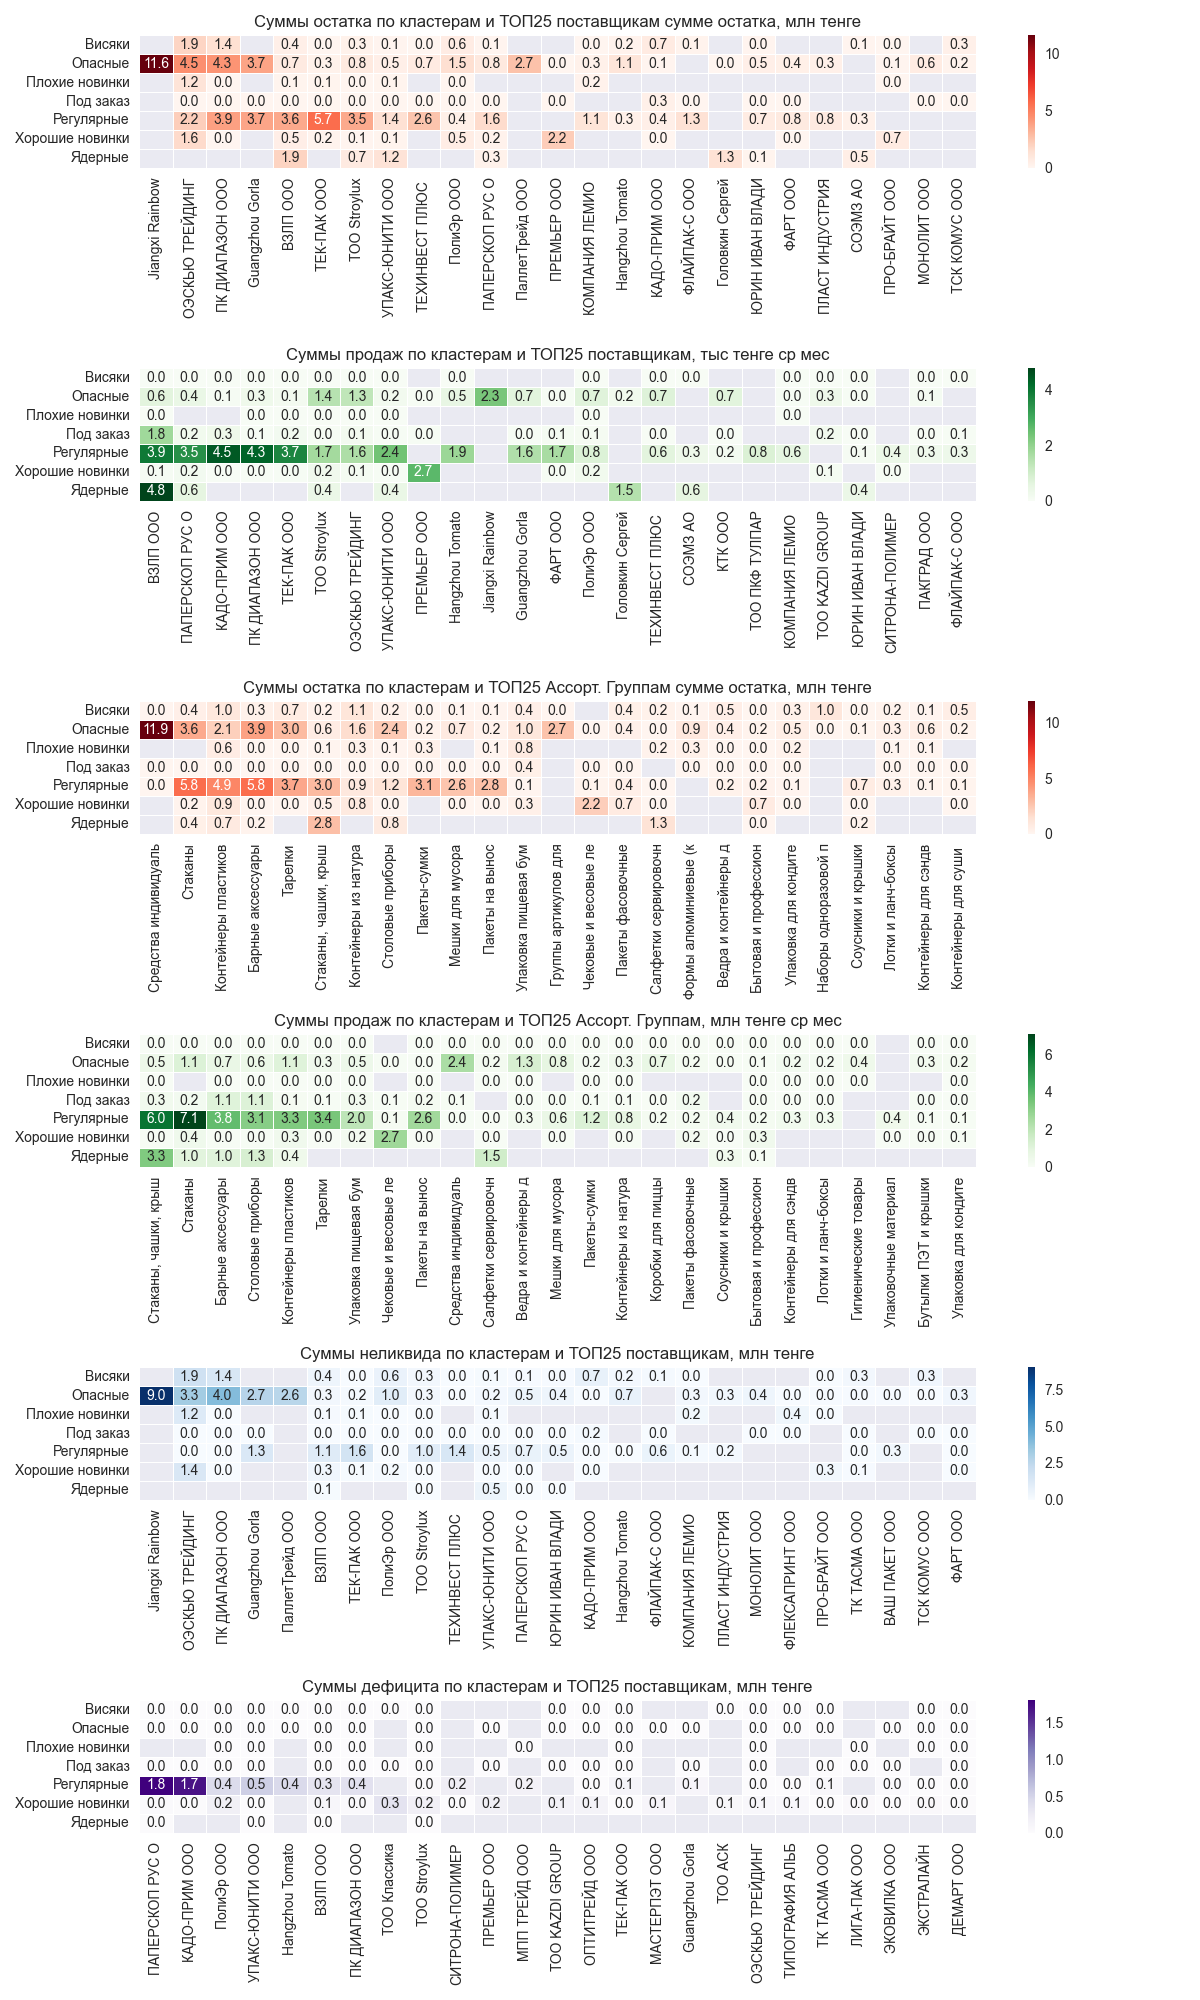 Суммы остатка по кластерам и ТОП25 поставщикам сумме остатка, млн тенге
Висяки 1.9 1.4 0.4 0.0 0.3 0.1 0.0 0.6 0.1 0.0 0.2 0.7 0.1 0.0 0.1 0.0 0.3
Опасные 11.6 4.5 4.3 3.7 0.7 0.3 0.8 0.5 0.7 1.5 0.8 2.7 0.0 0.3 1.1 0.1 0.0 0.5 0.4 0.3 0.1 0.6 0.2
Плохие новинки 1.2 0.0 0.1 0.1 0.0 0.1 0.0 0.2 0.0
Под заказ 0.0 0.0 0.0 0.0 0.0 0.0 0.0 0.0 0.0 0.0 0.0 0.3 0.0 0.0 0.0 0.0 0.0
Регулярные 2.2 3.9 3.7 3.6 5.7 3.5 1.4 2.6 0.4 1.6 1.1 0.3 0.4 1.3 0.7 0.8 0.8 0.3
Хорошие новинки 1.6 0.0 0.5 0.2 0.1 0.1 0.5 0.2 2.2 0.0 0.0 0.7
Ядерные 1.9 0.7 1.2 0.3 1.3 0.1 0.5
10
5
0
Jiangxi Rainbow
ОЭСКЬЮ ТРЕЙДИНГ
ПК ДИАПАЗОН ООО
Guangzhou Gorla
ВЗЛП ООО
ТЕК-ПАК ООО
ТОО Stroylux
УПАКС-ЮНИТИ ООО
ТЕХИНВЕСТ ПЛЮС
ПолиЭр ООО
ПАПЕРСКОП РУС О
ПаллетТрейд ООО
ПРЕМЬЕР ООО
КОМПАНИЯ ЛЕМИО
Hangzhou Tomato
КАДО-ПРИМ ООО
ФЛАЙПАК-С ООО
Головкин Сергей
ЮРИН ИВАН ВЛАДИ
ФАРТ ООО
ПЛАСТ ИНДУСТРИЯ
СОЭМЗ АО
ПРО-БРАЙТ ООО
МОНОЛИТ ООО
ТСК КОМУС ООО
Суммы продаж по кластерам и ТОП25 поставщикам, тыс тенге ср мес
Висяки 0.0 0.0 0.0 0.0 0.0 0.0 0.0 0.0 0.0 0.0 0.0 0.0 0.0 0.0 0.0 0.0 0.0
Опасные 0.6 0.4 0.1 0.3 0.1 1.4 1.3 0.2 0.0 0.5 2.3 0.7 0.0 0.7 0.2 0.7 0.7 0.0 0.3 0.0 0.1
Плохие новинки 0.0 0.0 0.0 0.0 0.0 0.0 0.0 0.0
Под заказ 1.8 0.2 0.3 0.1 0.2 0.0 0.1 0.0 0.0 0.0 0.1 0.1 0.0 0.0 0.2 0.0 0.0 0.1
Регулярные 3.9 3.5 4.5 4.3 3.7 1.7 1.6 2.4 1.9 1.6 1.7 0.8 0.6 0.3 0.2 0.8 0.6 0.1 0.4 0.3 0.3
Хорошие новинки 0.1 0.2 0.0 0.0 0.0 0.2 0.1 0.0 2.7 0.0 0.2 0.1 0.0
Ядерные 4.8 0.6 0.4 0.4 1.5 0.6 0.4
4
2
0
ВЗЛП ООО
ПАПЕРСКОП РУС О
КАДО-ПРИМ ООО
ПК ДИАПАЗОН ООО
ТЕК-ПАК ООО
ТОО Stroylux
ОЭСКЬЮ ТРЕЙДИНГ
УПАКС-ЮНИТИ ООО
ПРЕМЬЕР ООО
Hangzhou Tomato
Jiangxi Rainbow
Guangzhou Gorla
ФАРТ ООО
ПолиЭр ООО
Головкин Сергей
ТЕХИНВЕСТ ПЛЮС
СОЭМЗ АО
КТК ООО
ТОО ПКФ ТУЛПАР
КОМПАНИЯ ЛЕМИО
ТОО KAZDI GROUP
ЮРИН ИВАН ВЛАДИ
СИТРОНА-ПОЛИМЕР
ПАКГРАД ООО
ФЛАЙПАК-С ООО
Суммы остатка по кластерам и ТОП25 Ассорт. Группам сумме остатка, млн тенге
Висяки 0.0 0.4 1.0 0.3 0.7 0.2 1.1 0.2 0.0 0.1 0.1 0.4 0.0 0.4 0.2 0.1 0.5 0.0 0.3 1.0 0.0 0.2 0.1 0.5
Опасные 11.9 3.6 2.1 3.9 3.0 0.6 1.6 2.4 0.2 0.7 0.2 1.0 2.7 0.0 0.4 0.0 0.9 0.4 0.2 0.5 0.0 0.1 0.3 0.6 0.2
Плохие новинки 0.6 0.0 0.0 0.1 0.3 0.1 0.3 0.1 0.8 0.2 0.3 0.0 0.0 0.2 0.1 0.1
Под заказ 0.0 0.0 0.0 0.0 0.0 0.0 0.0 0.0 0.0 0.0 0.0 0.4 0.0 0.0 0.0 0.0 0.0 0.0 0.0 0.0 0.0
Регулярные 0.0 5.8 4.9 5.8 3.7 3.0 0.9 1.2 3.1 2.6 2.8 0.1 0.1 0.4 0.0 0.2 0.2 0.1 0.7 0.3 0.1 0.1
Хорошие новинки 0.2 0.9 0.0 0.0 0.5 0.8 0.0 0.0 0.0 0.3 2.2 0.7 0.0 0.7 0.0 0.0
Ядерные 0.4 0.7 0.2 2.8 0.8 1.3 0.0 0.2
10
5
0
Средства индивидуаль
Стаканы
Контейнеры пластиков
Барные аксессуары
Тарелки
Стаканы, чашки, крыш
Контейнеры из натура
Столовые приборы
Пакеты-сумки
Мешки для мусора
Пакеты на вынос
Упаковка пищевая бум
Группы артикулов для
Чековые и весовые ле
Пакеты фасовочные
Салфетки сервировочн
Формы алюминиевые (к
Ведра и контейнеры д
Бытовая и профессион
Упаковка для кондите
Наборы одноразовой п
Соусники и крышки
Лотки и ланч-боксы
Контейнеры для сэндв
Контейнеры для суши
Суммы продаж по кластерам и ТОП25 Ассорт. Группам, млн тенге ср мес
Висяки 0.0 0.0 0.0 0.0 0.0 0.0 0.0 0.0 0.0 0.0 0.0 0.0 0.0 0.0 0.0 0.0 0.0 0.0 0.0 0.0 0.0 0.0 0.0
Опасные 0.5 1.1 0.7 0.6 1.1 0.3 0.5 0.0 0.0 2.4 0.2 1.3 0.8 0.2 0.3 0.7 0.2 0.0 0.1 0.2 0.2 0.4 0.3 0.2
Плохие новинки 0.0 0.0 0.0 0.0 0.0 0.0 0.0 0.0 0.0 0.0 0.0 0.0 0.0 0.0 0.0 0.0
Под заказ 0.3 0.2 1.1 1.1 0.1 0.1 0.3 0.1 0.2 0.1 0.0 0.0 0.1 0.1 0.0 0.2 0.0 0.0 0.0 0.0 0.0
Регулярные 6.0 7.1 3.8 3.1 3.3 3.4 2.0 0.1 2.6 0.0 0.0 0.3 0.6 1.2 0.8 0.2 0.2 0.4 0.2 0.3 0.3 0.4 0.1 0.1
Хорошие новинки 0.0 0.4 0.0 0.0 0.3 0.0 0.2 2.7 0.0 0.0 0.0 0.0 0.2 0.0 0.3 0.0 0.0 0.1
Ядерные 3.3 1.0 1.0 1.3 0.4 1.5 0.3 0.1
6
4
2
0
Стаканы, чашки, крыш
Стаканы
Барные аксессуары
Столовые приборы
Контейнеры пластиков
Тарелки
Упаковка пищевая бум
Чековые и весовые ле
Пакеты на вынос
Средства индивидуаль
Салфетки сервировочн
Ведра и контейнеры д
Мешки для мусора
Пакеты-сумки
Контейнеры из натура
Коробки для пиццы
Пакеты фасовочные
Соусники и крышки
Бытовая и профессион
Контейнеры для сэндв
Лотки и ланч-боксы
Гигиенические товары
Упаковочные материал
Бутылки ПЭТ и крышки
Упаковка для кондите
Суммы неликвида по кластерам и ТОП25 поставщикам, млн тенге
Висяки 1.9 1.4 0.4 0.0 0.6 0.3 0.0 0.1 0.1 0.0 0.7 0.2 0.1 0.0 0.0 0.3 0.3
Опасные 9.0 3.3 4.0 2.7 2.6 0.3 0.2 1.0 0.3 0.0 0.2 0.5 0.4 0.0 0.7 0.0 0.3 0.3 0.4 0.0 0.0 0.0 0.0 0.0 0.3
Плохие новинки 1.2 0.0 0.1 0.1 0.0 0.0 0.1 0.2 0.4 0.0
Под заказ 0.0 0.0 0.0 0.0 0.0 0.0 0.0 0.0 0.0 0.0 0.0 0.0 0.2 0.0 0.0 0.0 0.0 0.0 0.0 0.0 0.0
Регулярные 0.0 0.0 1.3 1.1 1.6 0.0 1.0 1.4 0.5 0.7 0.5 0.0 0.0 0.6 0.1 0.2 0.0 0.3 0.0
Хорошие новинки 1.4 0.0 0.3 0.1 0.2 0.0 0.0 0.0 0.0 0.3 0.1 0.0
Ядерные 0.1 0.0 0.5 0.0 0.0
7.5
5.0
2.5
0.0
Jiangxi Rainbow
ОЭСКЬЮ ТРЕЙДИНГ
ПК ДИАПАЗОН ООО
Guangzhou Gorla
ПаллетТрейд ООО
ВЗЛП ООО
ТЕК-ПАК ООО
ПолиЭр ООО
ТОО Stroylux
ТЕХИНВЕСТ ПЛЮС
УПАКС-ЮНИТИ ООО
ПАПЕРСКОП РУС О
ЮРИН ИВАН ВЛАДИ
КАДО-ПРИМ ООО
Hangzhou Tomato
ФЛАЙПАК-С ООО
КОМПАНИЯ ЛЕМИО
ПЛАСТ ИНДУСТРИЯ
МОНОЛИТ ООО
ФЛЕКСАПРИНТ ООО
ПРО-БРАЙТ ООО
ТК ТАСМА ООО
ВАШ ПАКЕТ ООО
ТСК КОМУС ООО
ФАРТ ООО
Суммы дефицита по кластерам и ТОП25 поставщикам, млн тенге
Висяки 0.0 0.0 0.0 0.0 0.0 0.0 0.0 0.0 0.0 0.0 0.0 0.0 0.0 0.0 0.0 0.0 0.0 0.0
Опасные 0.0 0.0 0.0 0.0 0.0 0.0 0.0 0.0 0.0 0.0 0.0 0.0 0.0 0.0 0.0 0.0 0.0 0.0 0.0 0.0
Плохие новинки 0.0 0.0 0.0 0.0 0.0 0.0 0.0 0.0
Под заказ 0.0 0.0 0.0 0.0 0.0 0.0 0.0 0.0 0.0 0.0 0.0 0.0 0.0 0.0 0.0 0.0 0.0 0.0 0.0 0.0 0.0
Регулярные 1.8 1.7 0.4 0.5 0.4 0.3 0.4 0.0 0.2 0.2 0.0 0.1 0.1 0.0 0.0 0.1 0.0 0.0
Хорошие новинки 0.0 0.0 0.2 0.0 0.1 0.0 0.3 0.2 0.0 0.2 0.1 0.1 0.0 0.1 0.1 0.1 0.1 0.0 0.0 0.0 0.0 0.0
Ядерные 0.0 0.0 0.0 0.0
1.5
1.0
0.5
0.0
ПАПЕРСКОП РУС О
КАДО-ПРИМ ООО
ПолиЭр ООО
УПАКС-ЮНИТИ ООО
Hangzhou Tomato
ВЗЛП ООО
ПК ДИАПАЗОН ООО
ТОО Классика
ТОО Stroylux
СИТРОНА-ПОЛИМЕР
ПРЕМЬЕР ООО
МПП ТРЕЙД ООО
ТОО KAZDI GROUP
ОПТИТРЕЙД ООО
ТЕК-ПАК ООО
МАСТЕРПЭТ ООО
Guangzhou Gorla
ТОО АСК
ОЭСКЬЮ ТРЕЙДИНГ
ТИПОГРАФИЯ АЛЬБ
ТК ТАСМА ООО
ЛИГА-ПАК ООО
ЭКОВИЛКА ООО
ЭКСТРАЛАЙН
ДЕМАРТ ООО